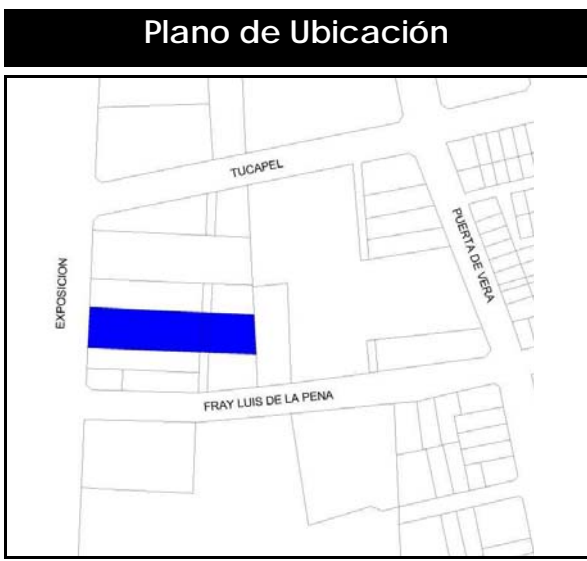 Plano de Ubicación
TUCAPEL
PUERTA DE VERA
EXPOSICION
FRAY LUIS DE LA PENA